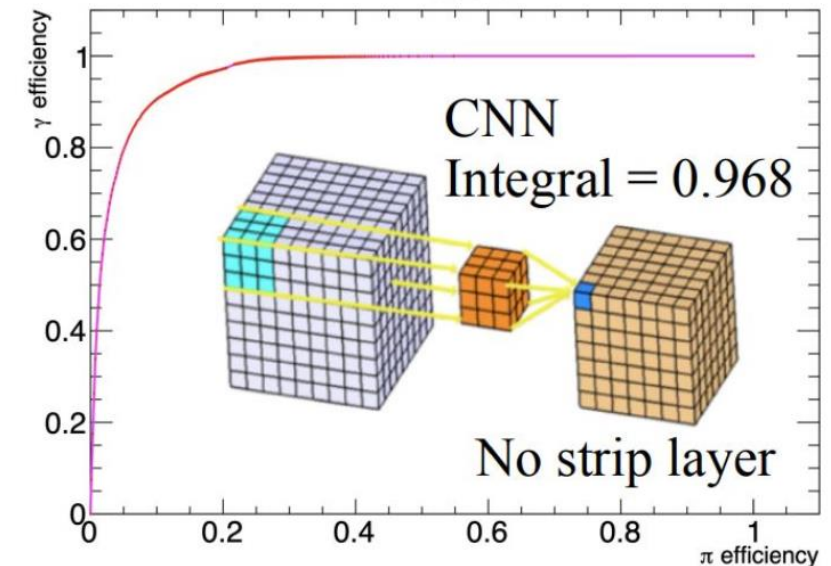 γ efficiency
1
0.8
0.6
0.4
0.2
0
CNN
Integral = 0.968
No strip layer
0
0.2
0.4
0.6
0.8
1
π efficiency